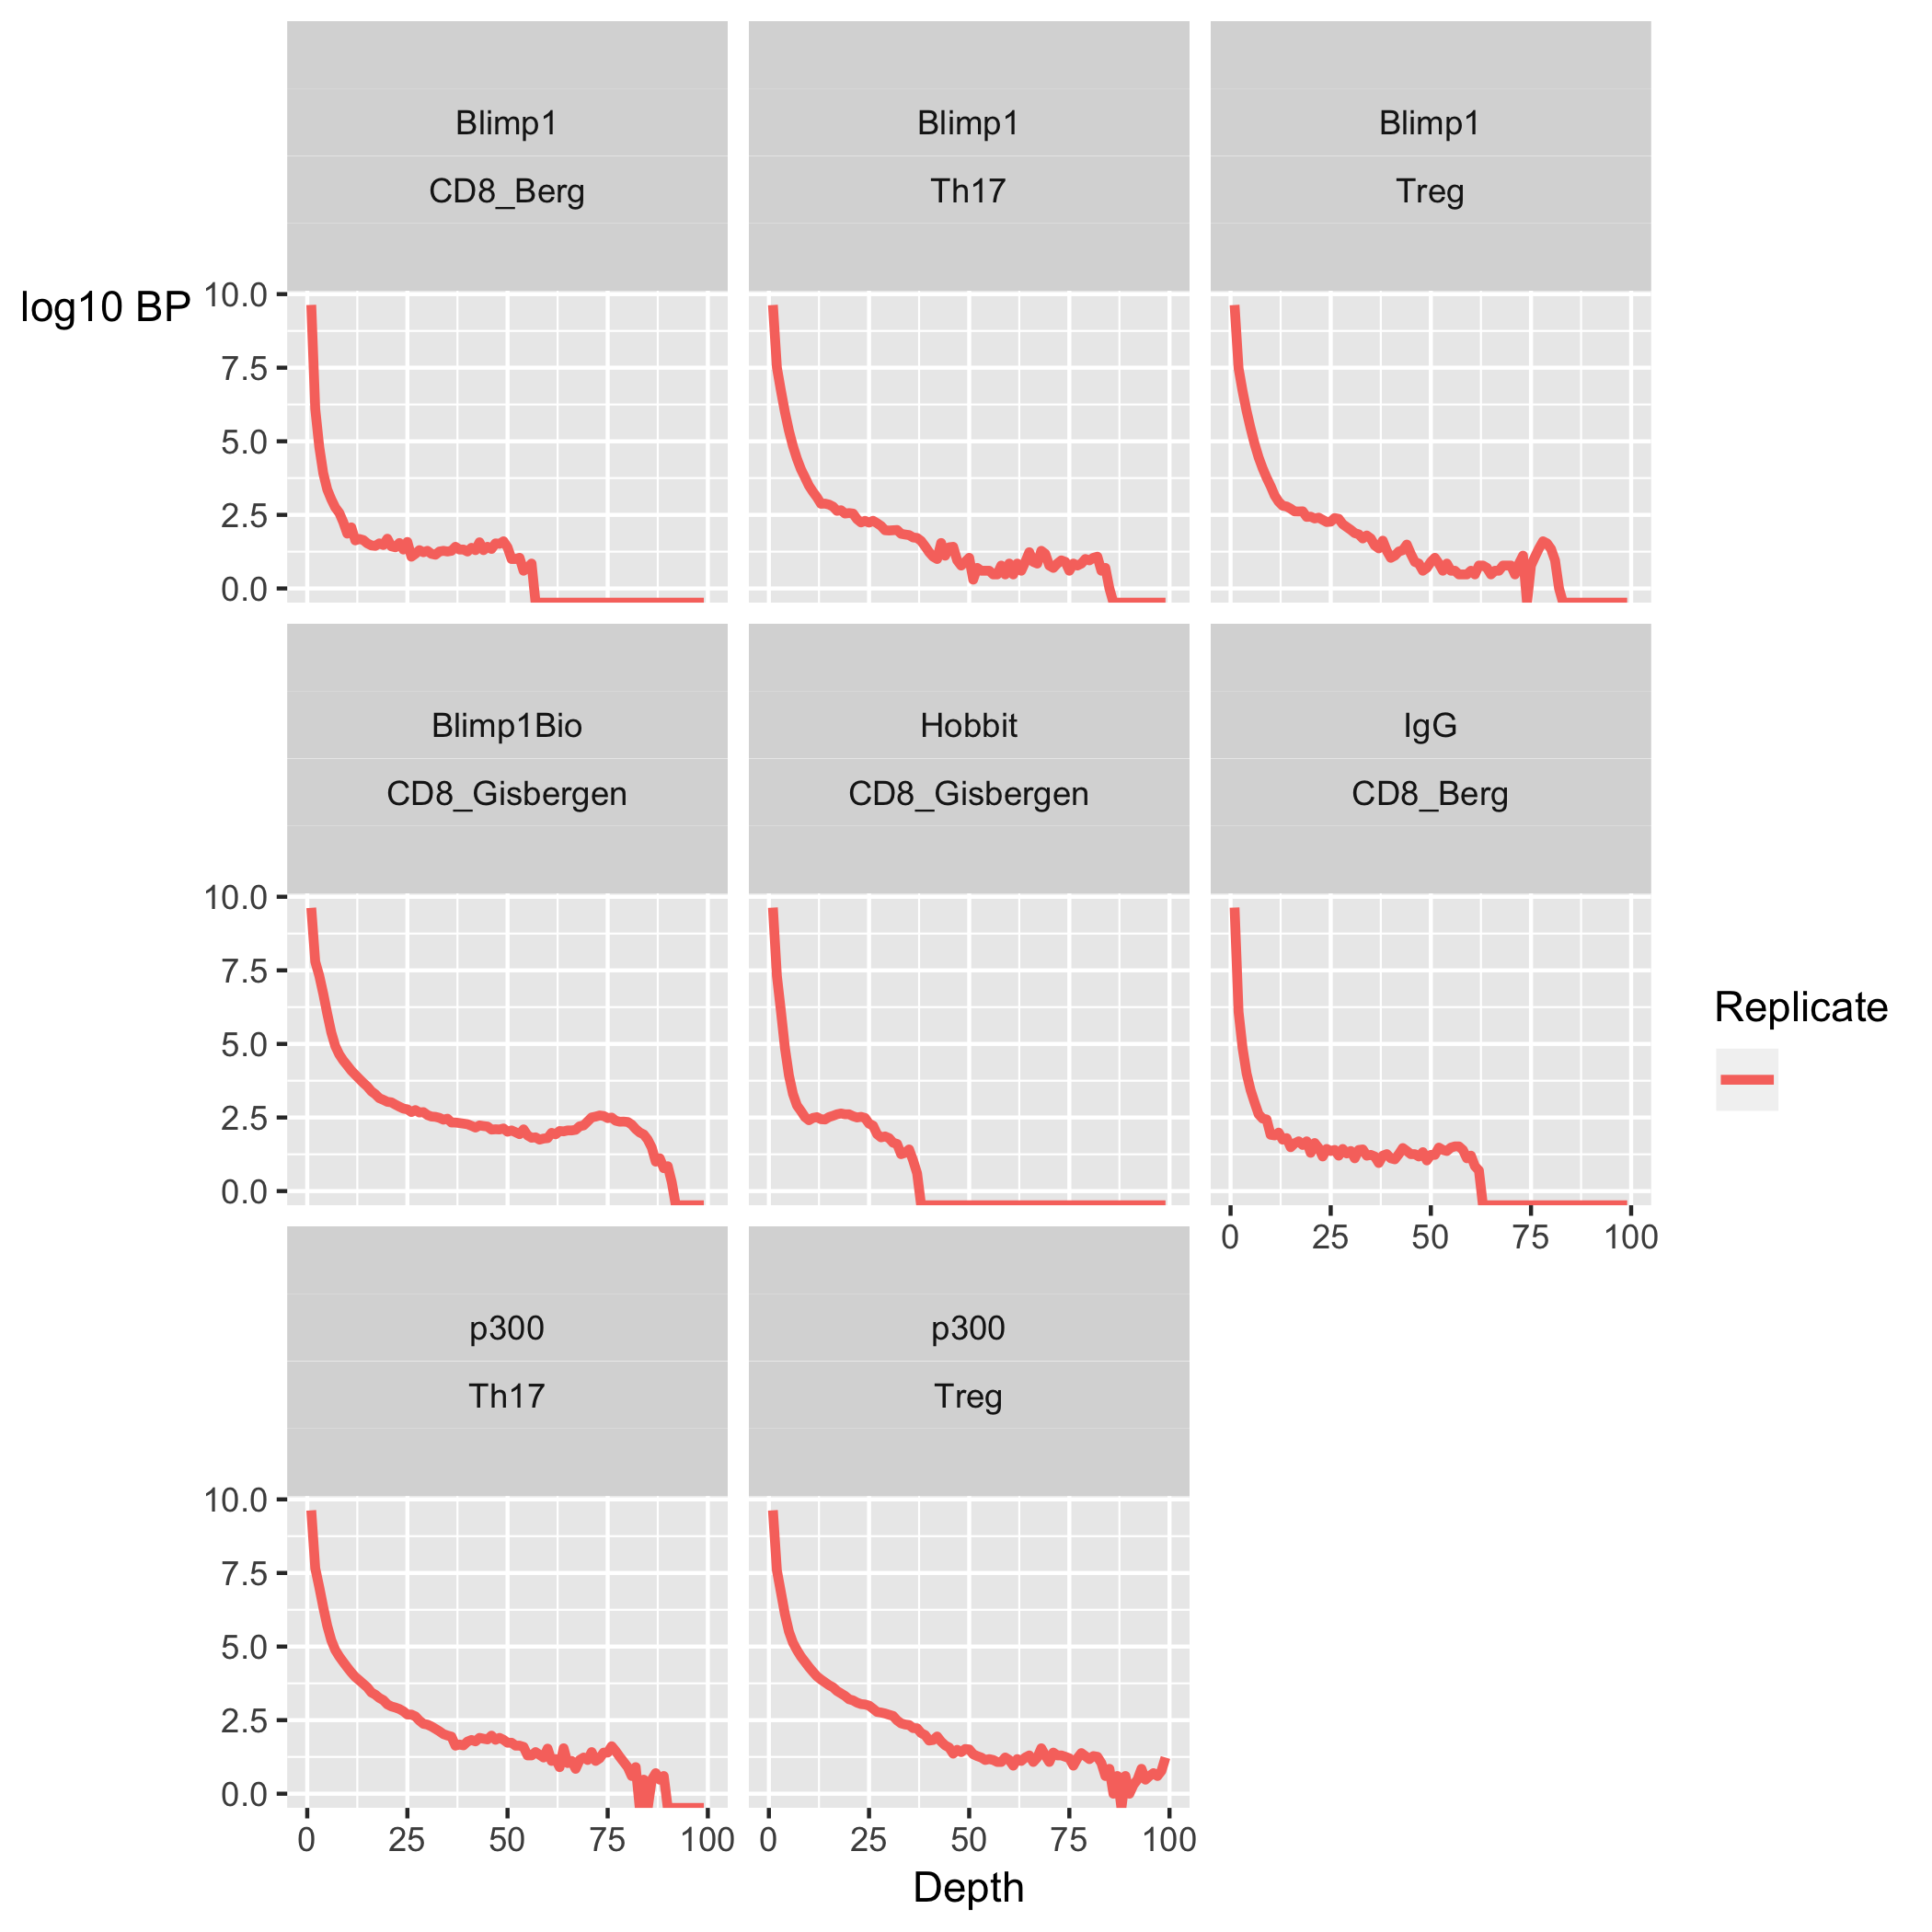 Blimp1
Blimp1
Blimp1
CD8_Berg
Th17
Treg
log10 BP
10.0
7.5
5.0
2.5
0.0
Blimp1Bio
Hobbit
IgG
CD8_Gisbergen
CD8_Gisbergen
CD8_Berg
10.0
7.5
5.0
2.5
0.0
0 25 50 75 100
Replicate
p300
p300
Th17
Treg
10.0
7.5
5.0
2.5
0.0
0 25 50 75 100
0 25 50 75 100
Depth